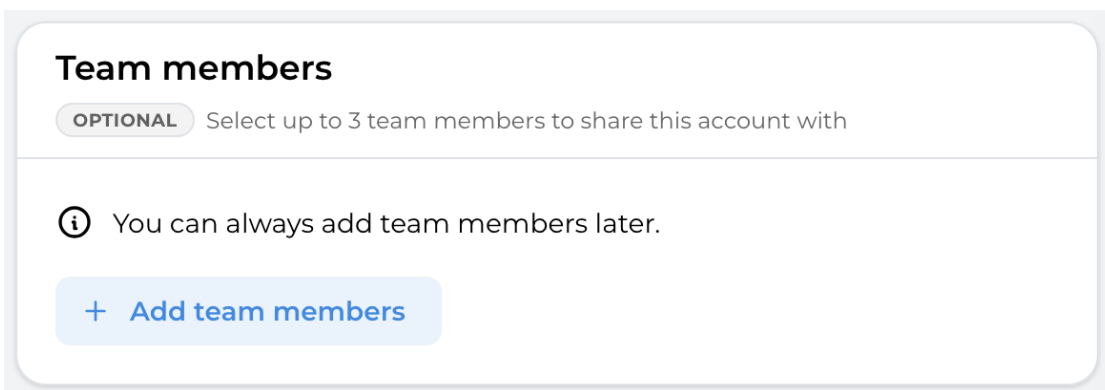 Team members
OPTIONAL Select up to 3 team members to share this account with
You can always add team members later.
+ Add team members